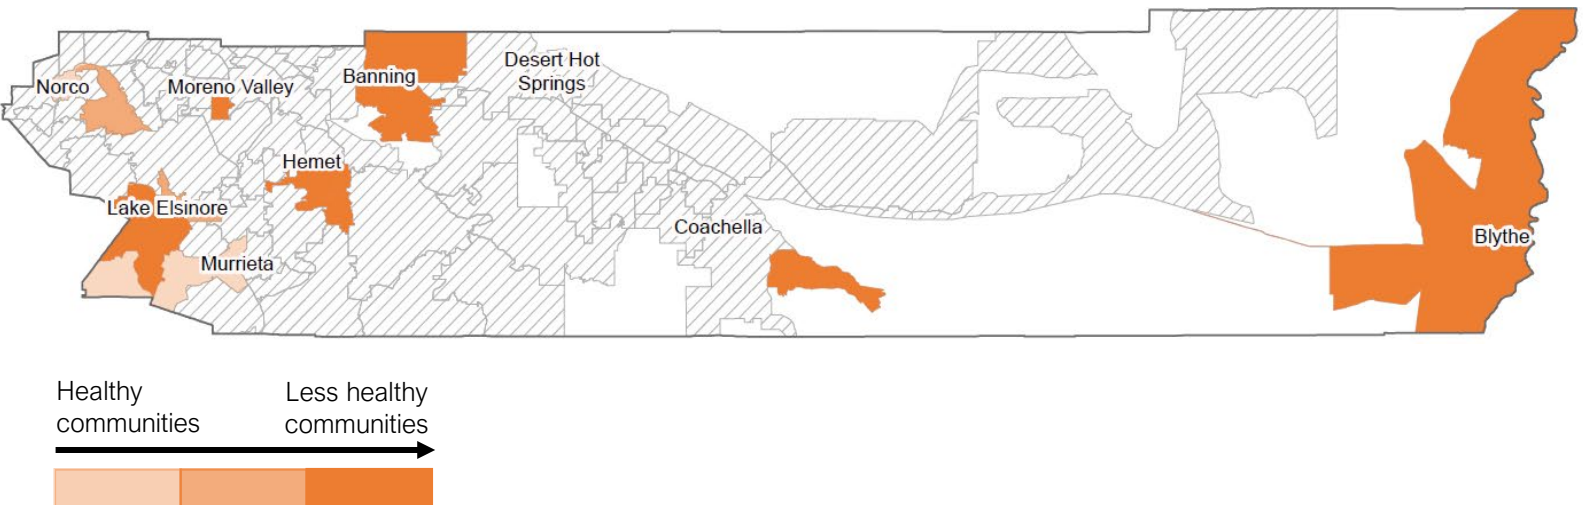 Norco
Moreno Valley
Banning
Desert Hot
Springs
Hemet
Lake Elsinore
Murrieta
Coachella
Blythe
Healthy
communities
Less healthy
communities